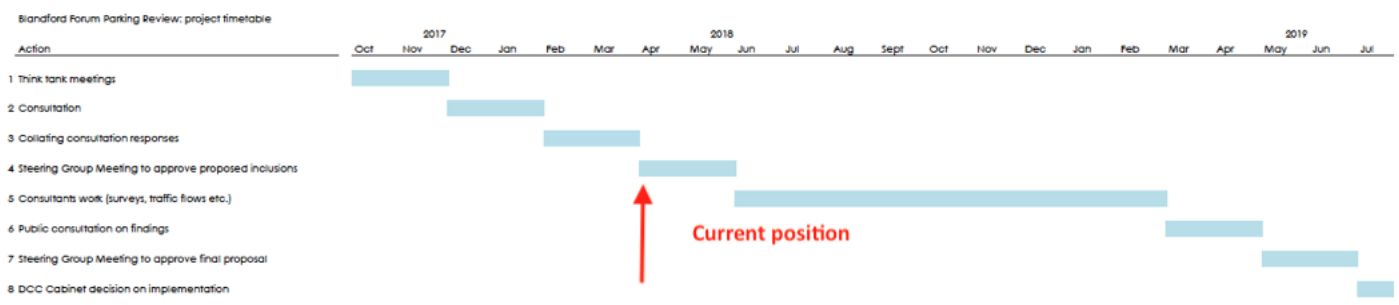 Blandford Forum Parking Review: project timetable
2017 2018 2019
Action Oct Nov Dec Jan Feb Mar Apr May Jun Jul Aug Sept Oct Nov Dec Jan Feb Mar Apr May Jun Jul
1 Think tank meetings
2 Consultation
3 Collating consultation responses
4 Steering Group Meeting to approve proposed inclusions
5 Consultants work (surveys, traffic flows etc.)
Current position
6 Public consultation on findings
7 Steering Group Meeting to approve final proposal
8 DCC Cabinet decision on implementation